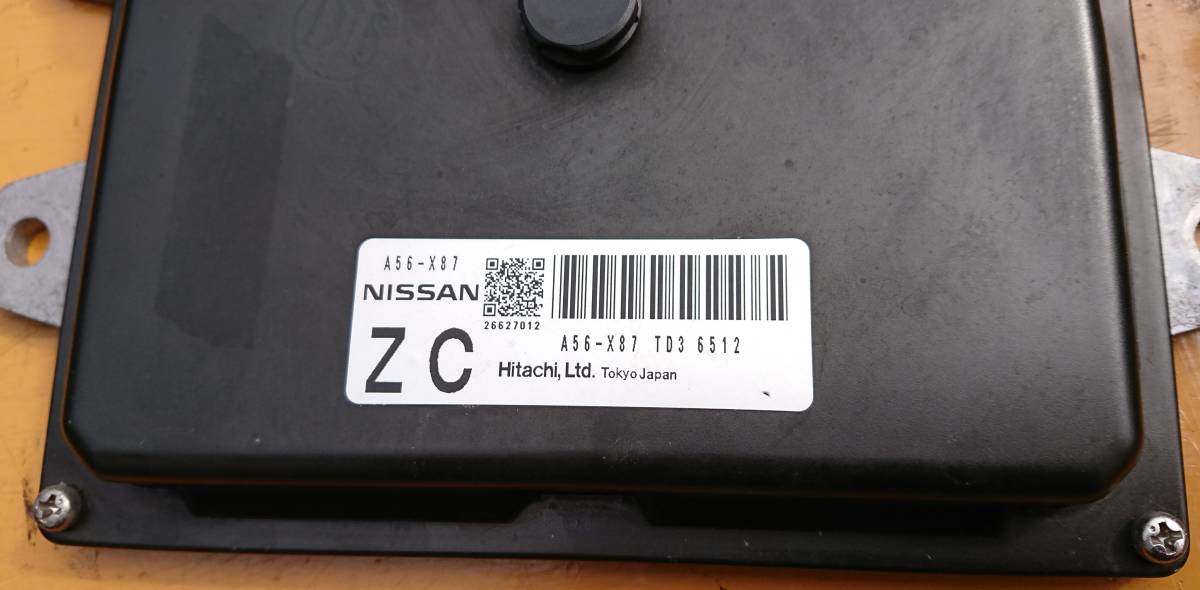 A56-X87
NISSAN
26627012
ZC
A56-X87 TD3 6512
Hitachi, Ltd. Tokyo Japan